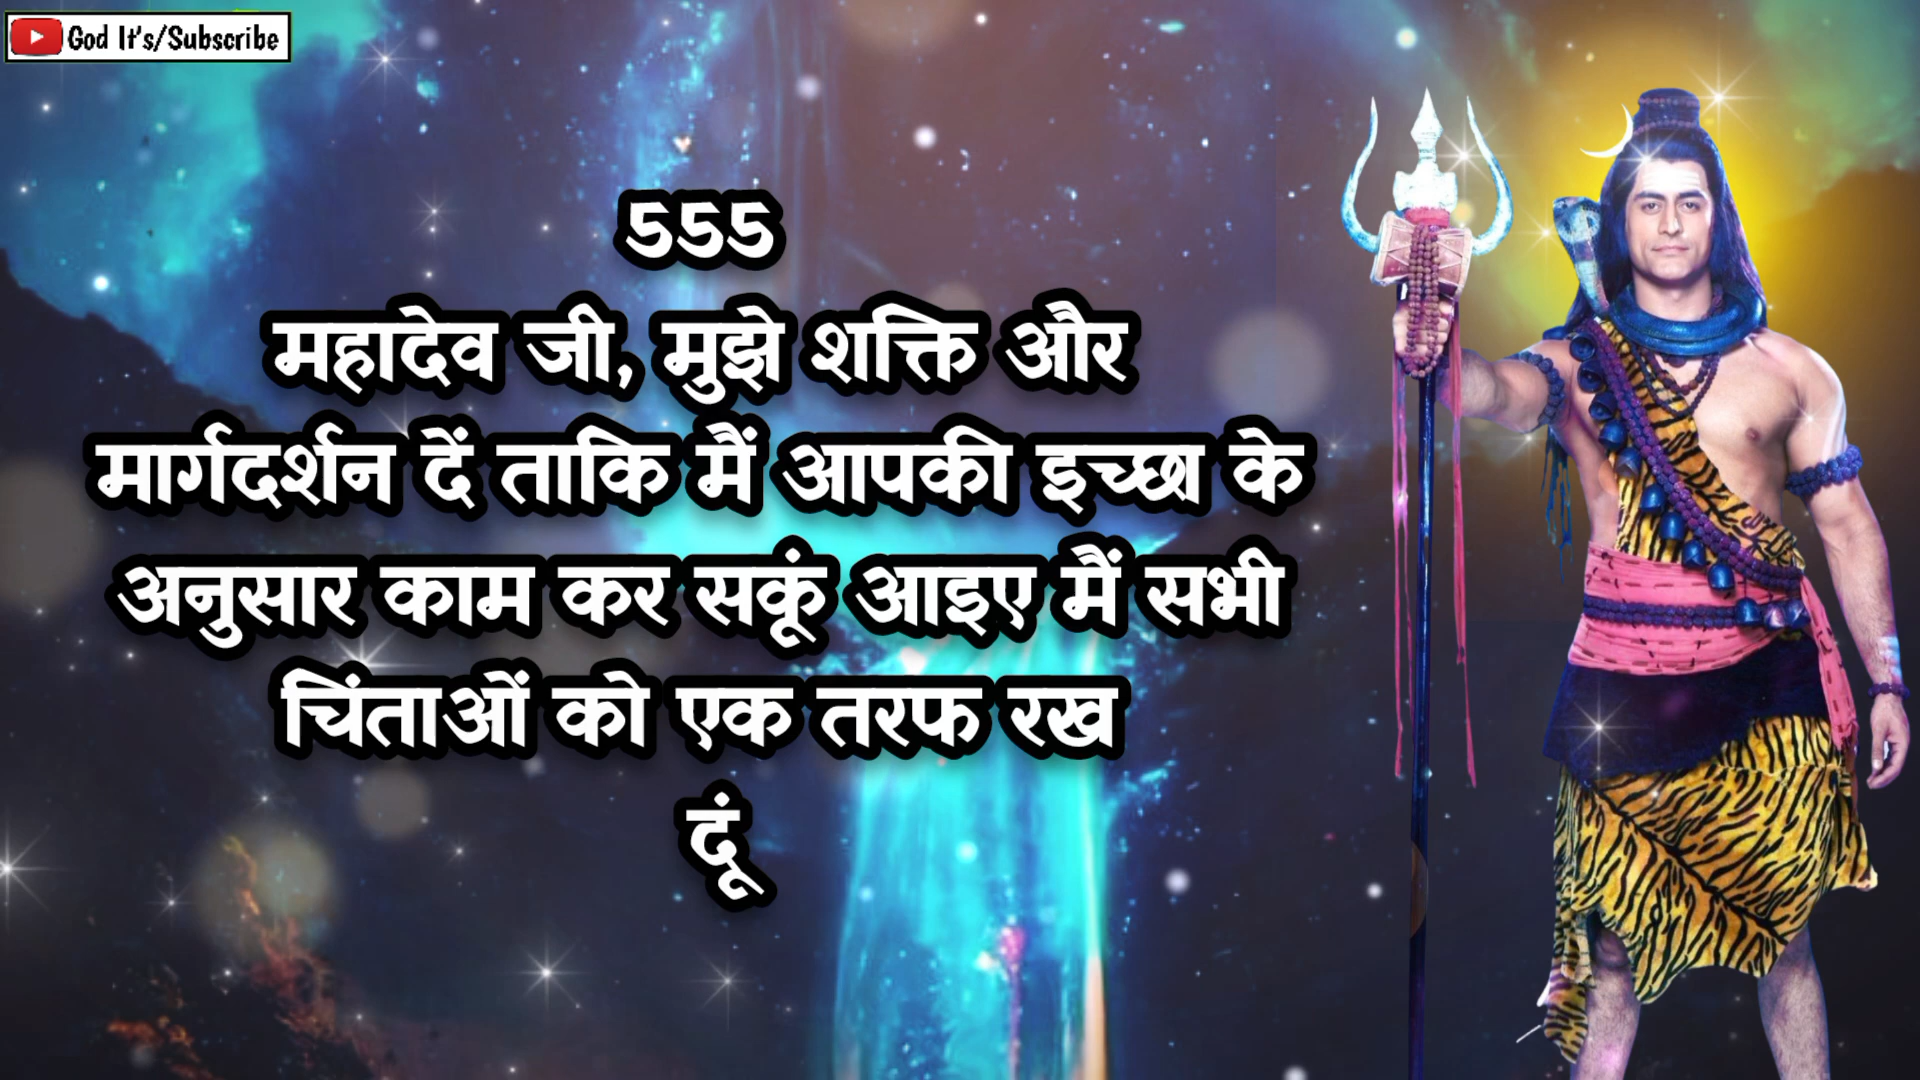 God It's/Subscribe
555
महादेव जी, मुझे शक्ति और
मार्गदर्शन दें ताकि मैं आपकी इच्छा के
अनुसार काम कर सकूं आइए मैं सभी
चिंताओं को एक तरफ रख
दूं